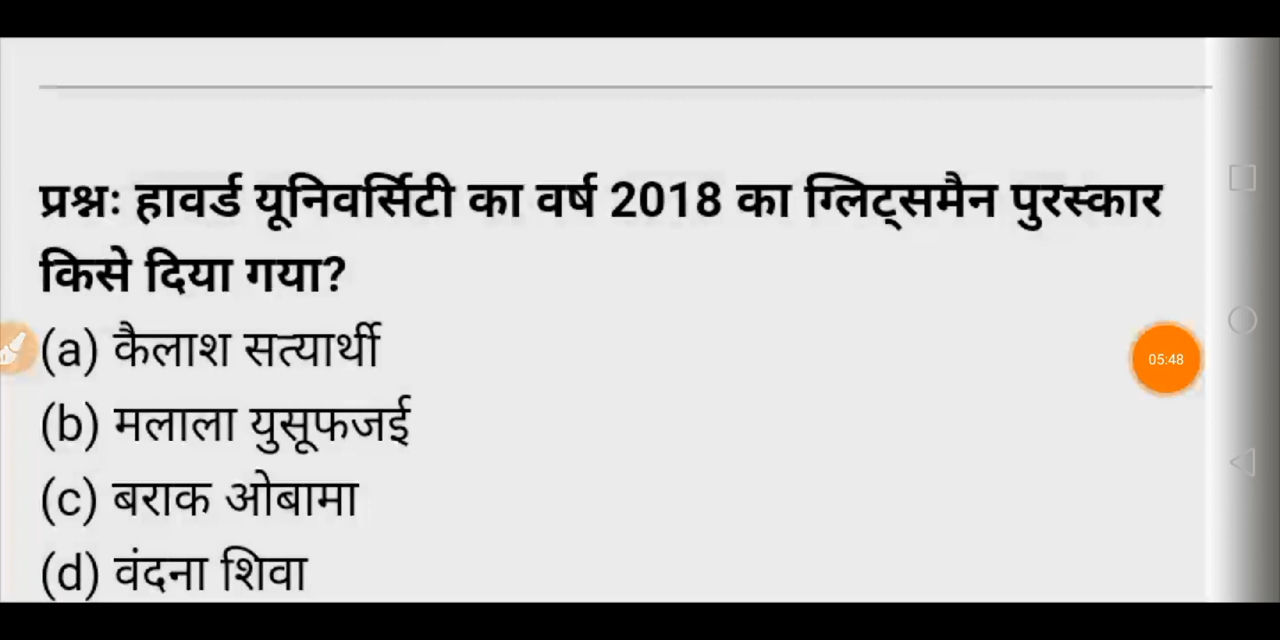 प्रश्नः हावर्ड यूनिवर्सिटी का वर्ष 2018 का ग्लिट्समैन पुरस्कार
किसे दिया गया?
(a) कैलाश सत्यार्थी
(b) मलाला युसूफजई
(c) बराक ओबामा
(d) वंदना शिवा
05:48